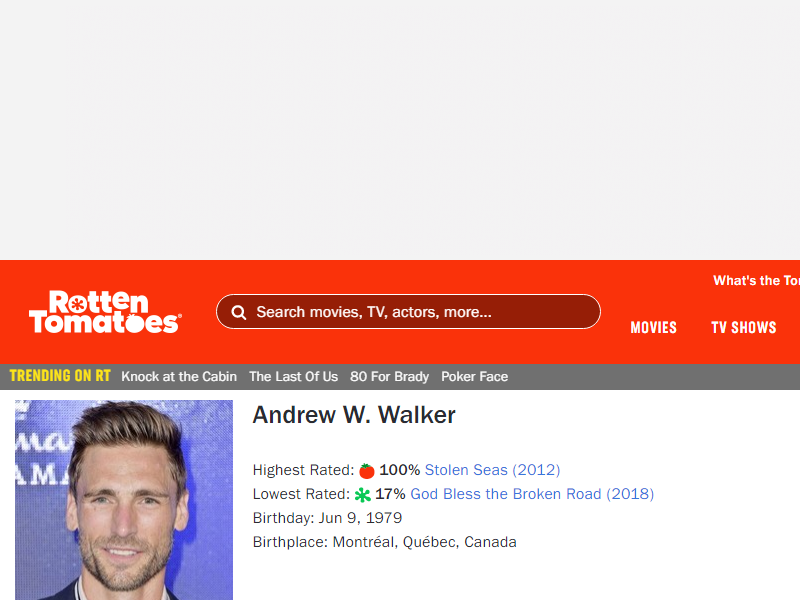 What's the To
Rotten
Tomatoes
Search movies, TV, actors, more...
MOVIES TV SHOWS
TRENDING ON RT Knock at the Cabin The Last Of Us 80 For Brady Poker Face
Andrew W. Walker
Highest Rated: 100% Stolen Seas (2012)
Lowest Rated: 17% God Bless the Broken Road (2018)
Birthday: Jun 9, 1979
Birthplace: Montréal, Québec, Canada